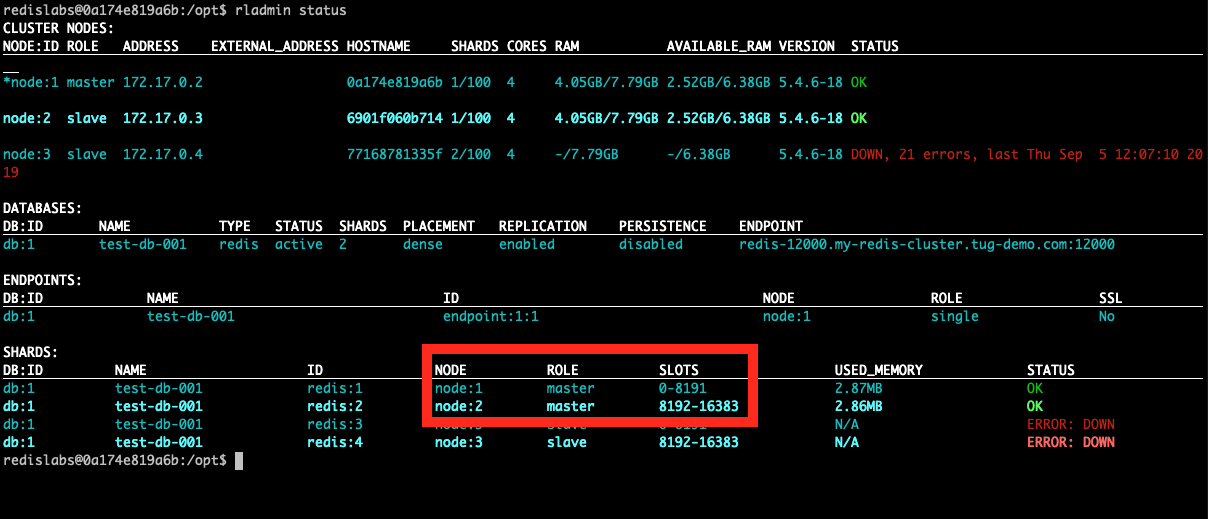 redislabs@0a174e819a6b:/opt$ rladmin status
CLUSTER NODES:
NODE:ID ROLE ADDRESS EXTERNAL_ADDRESS HOSTNAME SHARDS CORES RAM AVAILABLE_RAM VERSION STATUS
*node:1 master 172.17.0.2 0a174e819a6b 1/100 4 4.05GB/7.79GB 2.52GB/6.38GB 5.4.6-18 OK
node:2 slave 172.17.0.3 6901f060b714 1/100 4 4.05GB/7.79GB 2.52GB/6.38GB 5.4.6-18 OK
node:3 slave 172.17.0.4 77168781335f 2/100 4 -/7.79GB -/6.38GB 5.4.6-18 DOWN, 21 errors, last Thu Sep 5 12:07:10 20
19
DATABASES:
DB:ID NAME TYPE STATUS SHARDS PLACEMENT REPLICATION PERSISTENCE ENDPOINT
db:1 test-db-001 redis active 2 dense enabled disabled redis-12000.my-redis-cluster.tug-demo.com:12000
ENDPOINTS:
DB:ID NAME ID NODE ROLE SSL
db:1 test-db-001 endpoint:1:1 node:1 single No
SHARDS:
DB:ID NAME ID NODE ROLE SLOTS USED_MEMORY STATUS
db:1 test-db-001 redis:1 node:1 master 0-8191 2.87MB OK
db:1 test-db-001 redis:2 node:2 master 8192-16383 2.86MB OK
db:1 test-db-001 redis:3 N/A ERROR: DOWN
db:1 test-db-001 redis:4 node:3 slave 8192-16383 N/A ERROR: DOWN
redislabs@0a174e819a6b:/opt$